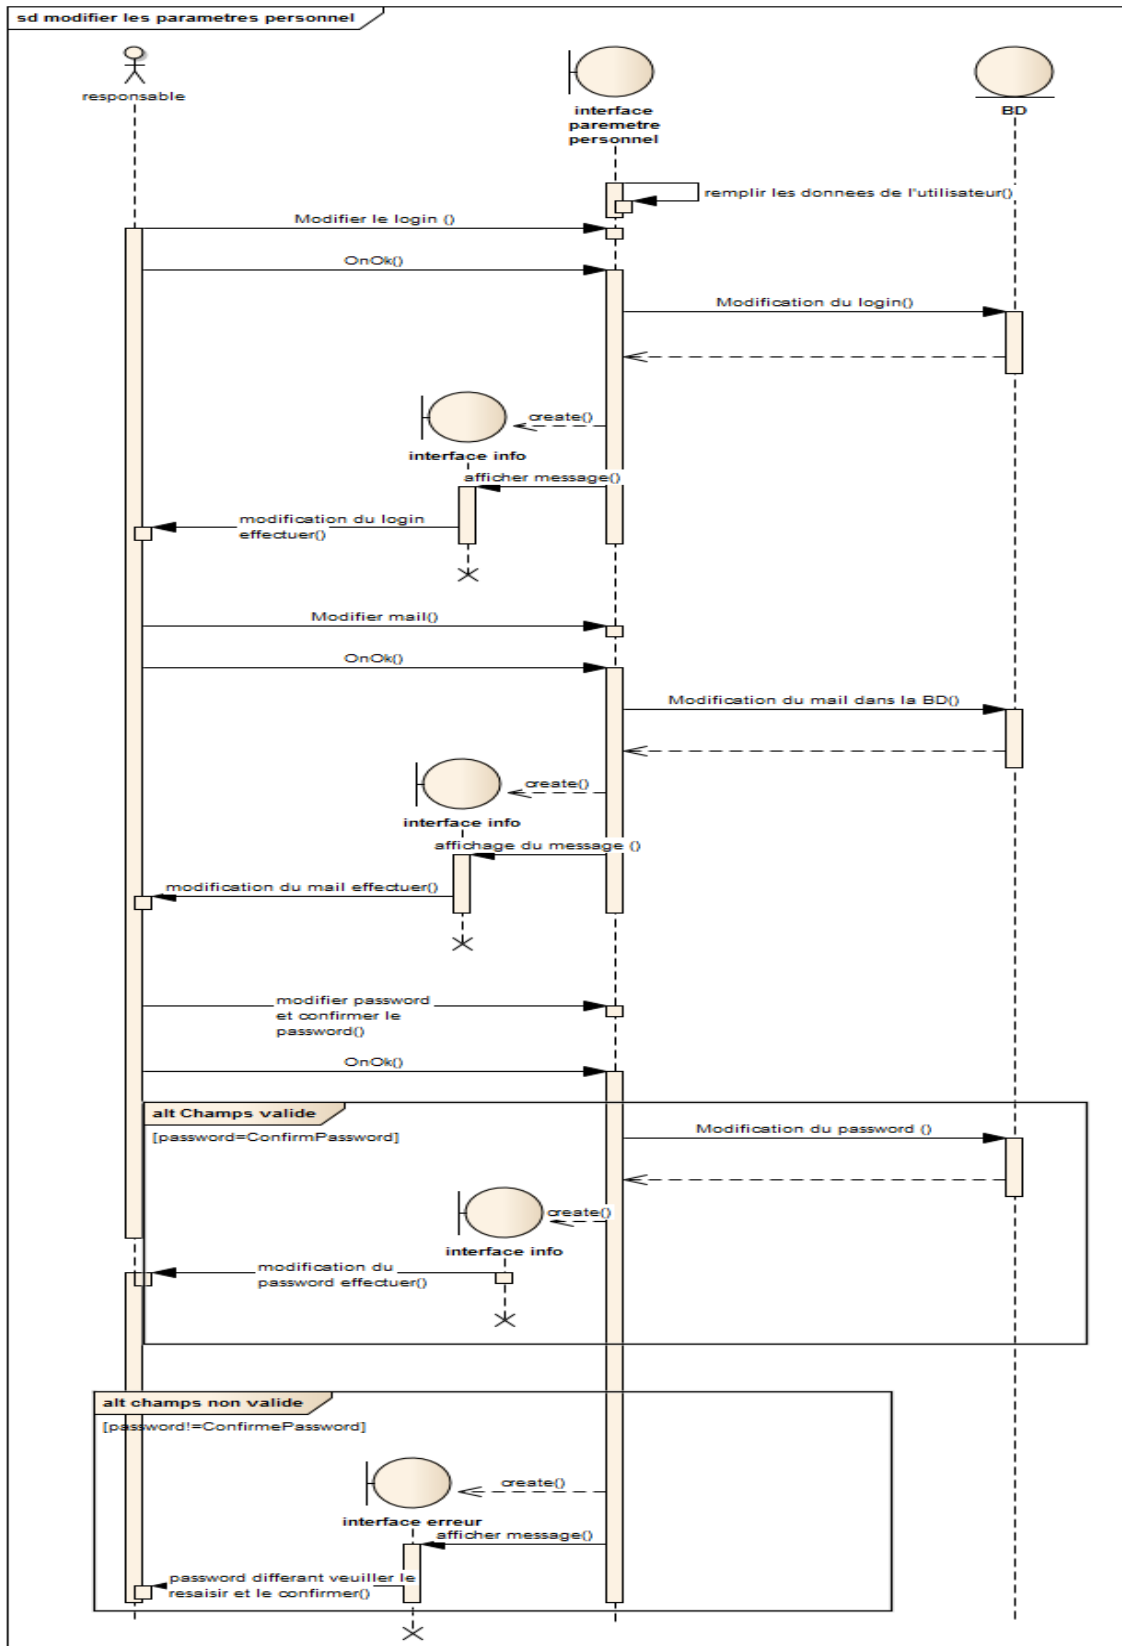 sd modifier les parametres personnel
responsable
interface
paremetre
personnel
BD
remplir les donnees de l'utilisateur()
Modifier le login ()
OnOk()
Modification du login()
create()
interface info
afficher message()
modification du login
effectuer()
Modifier mail()
OnOk()
Modification du mail dans la BD()
create()
interface info
affichage du message ()
modification du mail effectuer()
modifier password
et confirmer le
password()
OnOk()
alt Champs valide
[password=ConfirmPassword]
Modification du password ()
create()
interface info
modification du
password effectuer()
alt champs non valide
[password!=ConfirmePassword]
create()
interface erreur
afficher message()
password differant veuiller le
resaisir et le confirmer()